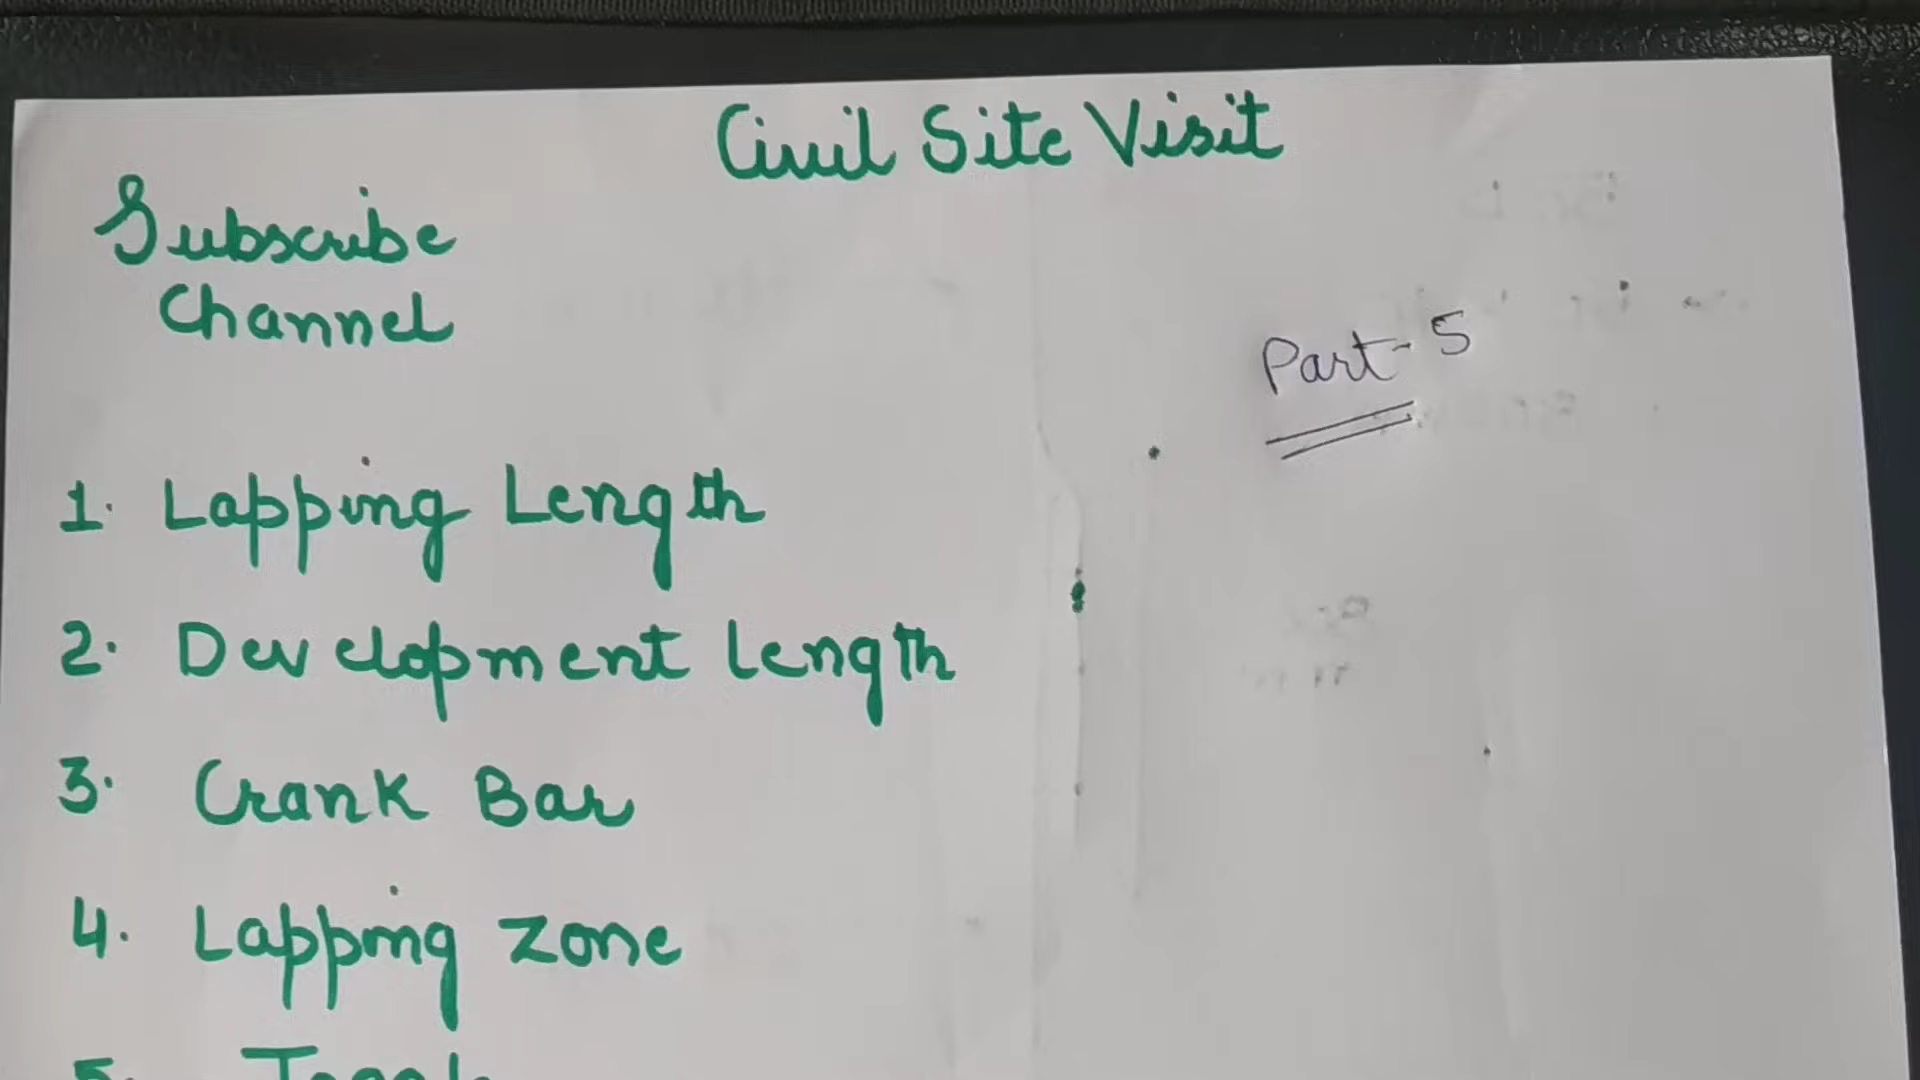 Civil Site Visit
Subscribe
Channel
Part-5
1. Lapping Length
2. Development length
3. Crank Bar
4. Lapping zone
5.